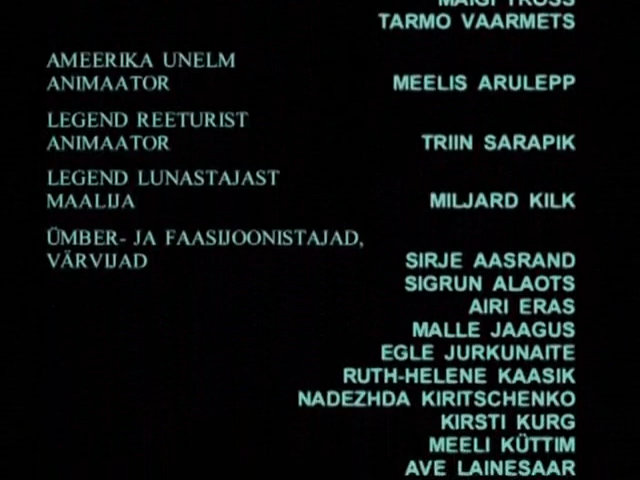 MAIGI TROSS
TARMO VAARMETS
AMEERIKA UNELM
ANIMAATOR MEELIS ARULEPP
LEGEND REETURIST
ANIMAATOR TRIIN SARAPIK
LEGEND LUNASTAJAST
MAALIJA MILJARD KILK
ÜMBER- JA FAASIJOONISTAJAD,
VÄRVIJAD SIRJE AASRAND
SIGRUN ALAOTS
AIRI ERAS
MALLE JAAGUS
EGLE JURKUNAITE
RUTH-HELENE KAASIK
NADEZHDA KIRITSCHENKO
KIRSTI KURG
MEELI KÜTTIM
AVE LAINESAAR